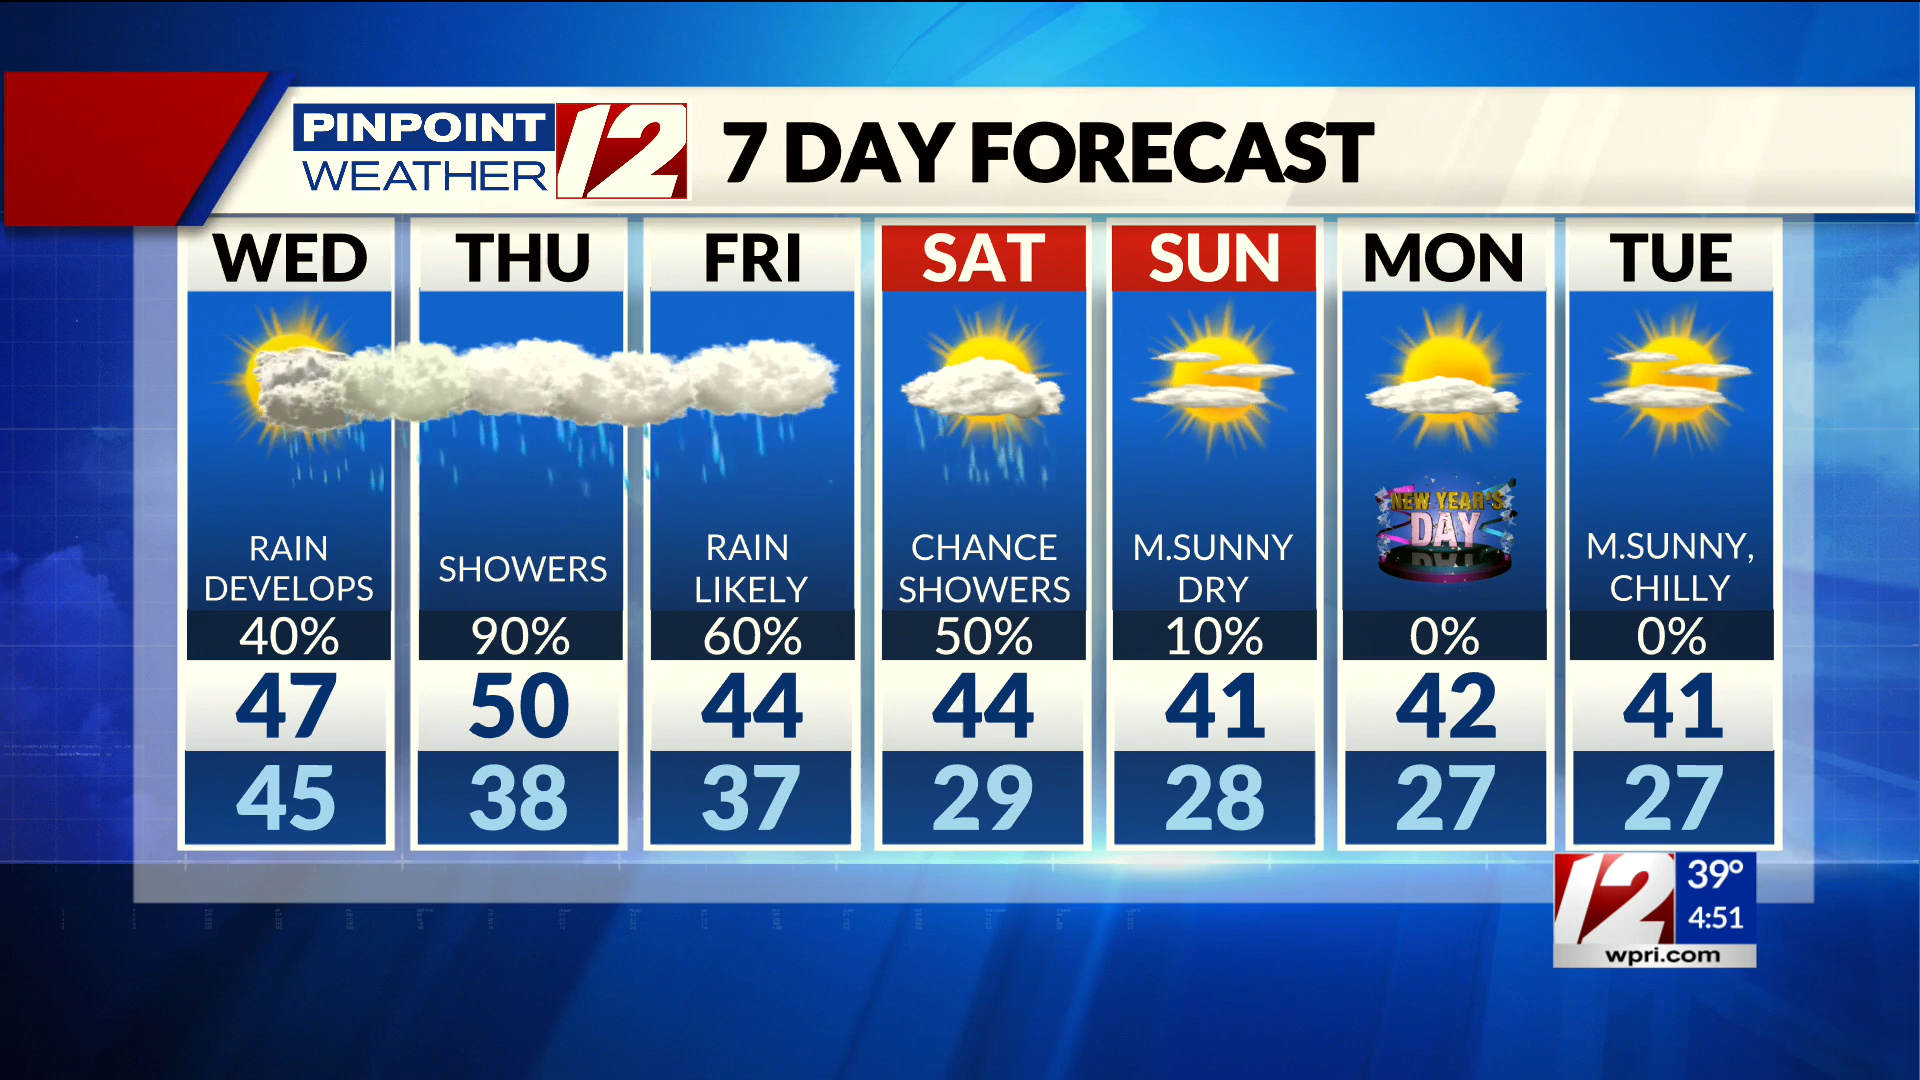 PINPOINT
WEATHER 12
7 DAY FORECAST
WED THU FRI SAT SUN MON TUE
RAIN
DEVELOPS
SHOWERS
RAIN
LIKELY
CHANCE
SHOWERS
M.SUNNY
DRY
NEW YEAR'S
DAY
M.SUNNY,
CHILLY
40% 90% 60% 50% 10% 0% 0%
47 50 44 44 41 42 41
45 38 37 29 28 27 27
12
39°
4:51
wpri.com